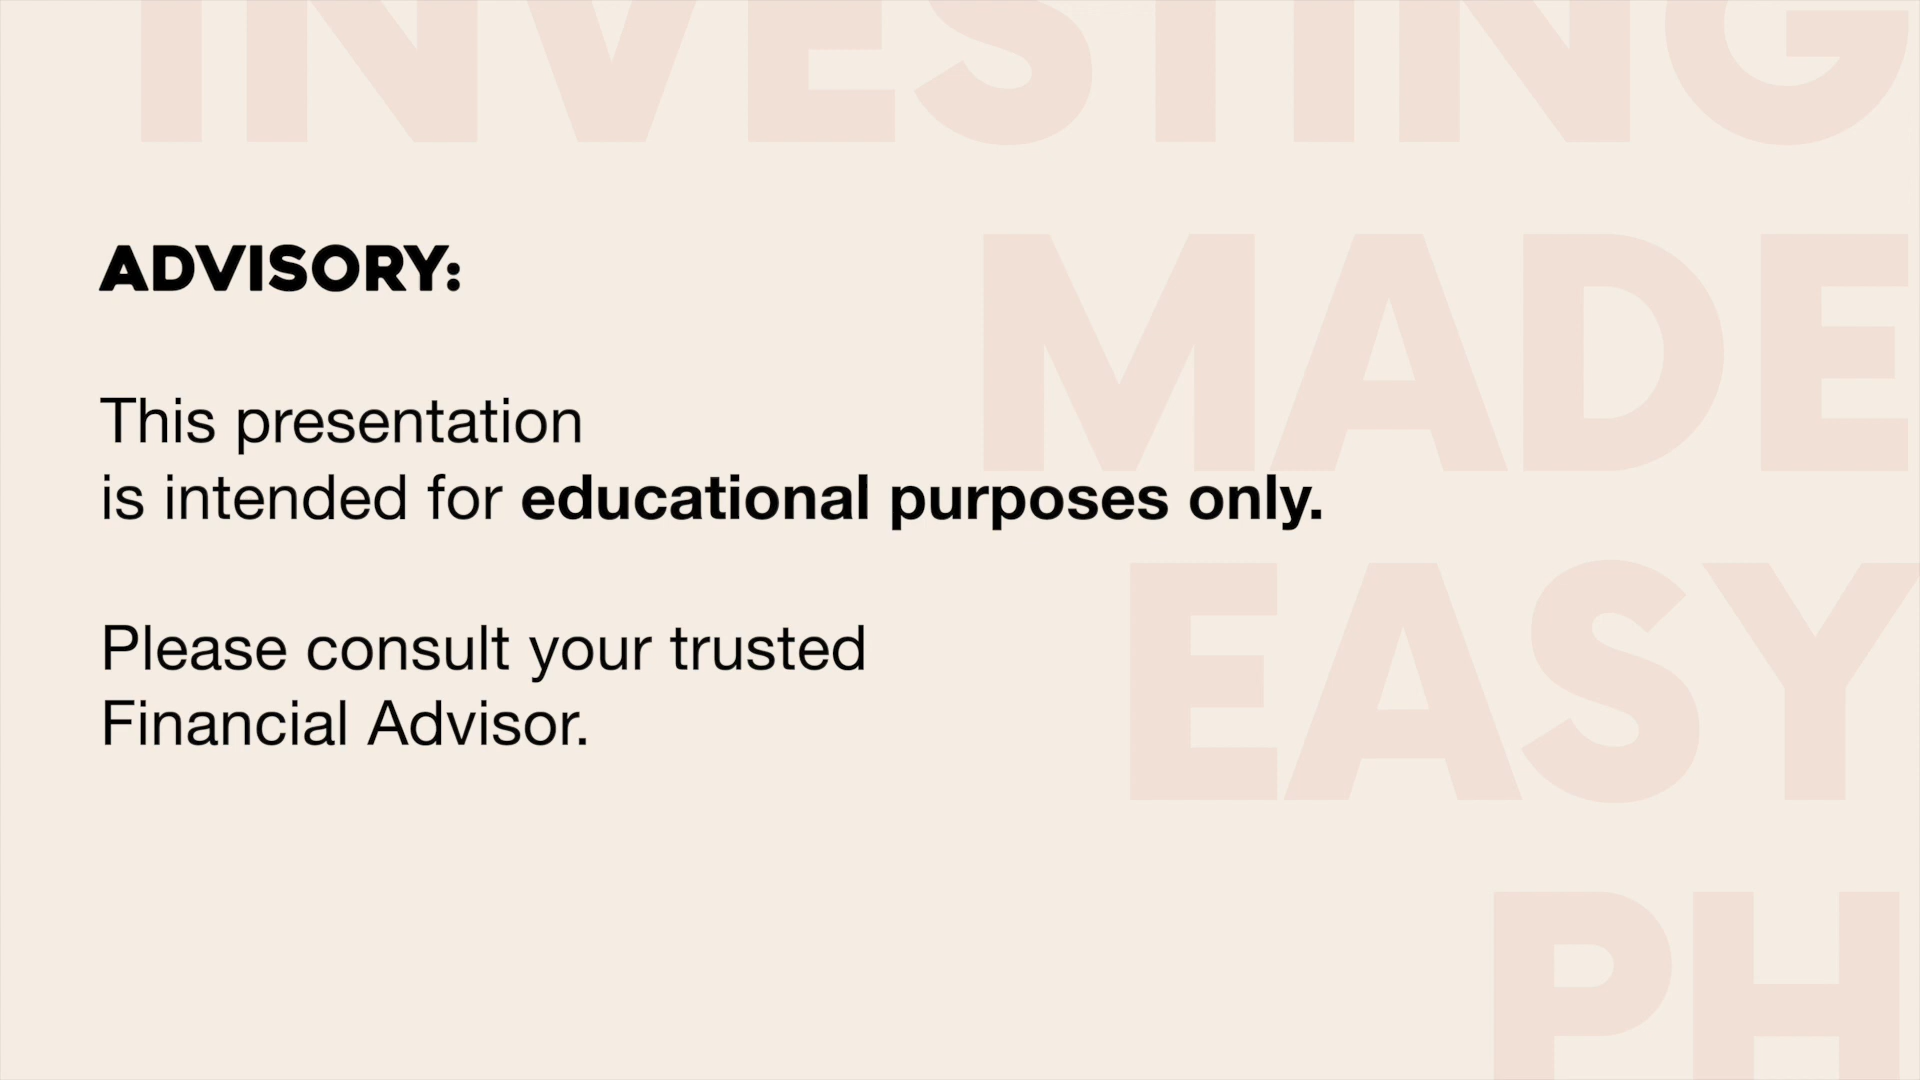 INVESTING
MADE
EASY
PH
ADVISORY:
This presentation
is intended for educational purposes only.
Please consult your trusted
Financial Advisor.